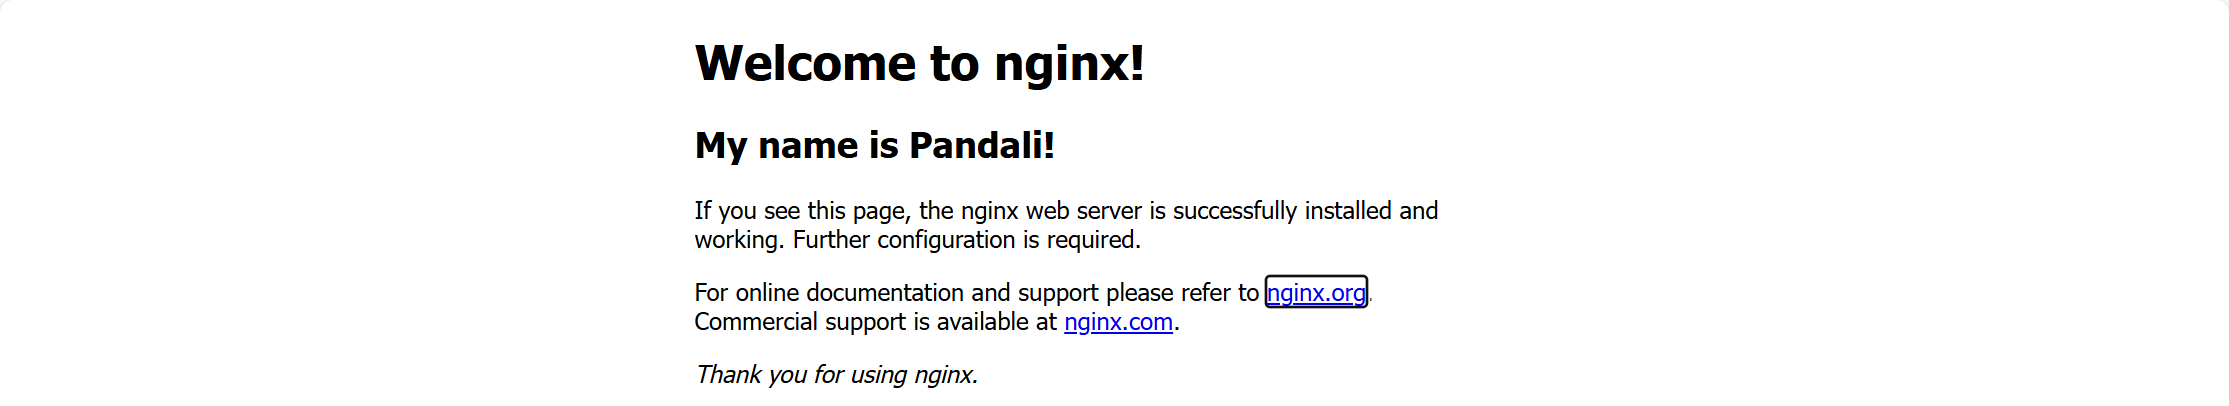 Welcome to nginx!
My name is Pandali!
If you see this page, the nginx web server is successfully installed and
working. Further configuration is required.
For online documentation and support please refer to nginx.org.
Commercial support is available at nginx.com.
Thank you for using nginx.